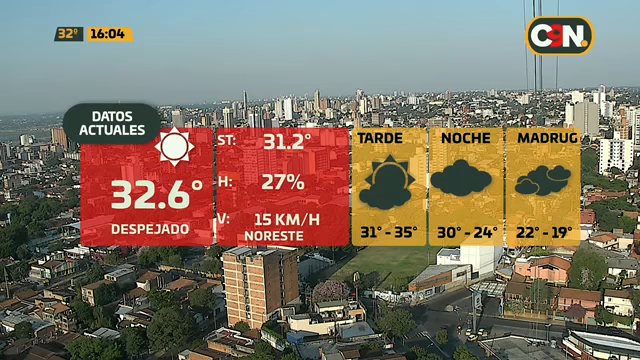 32º 16:04
C9N.
DATOS
ACTUALES
32.6°
DESPEJADO
ST: 31.2°
H: 27%
V: 15 KM/H
NORESTE
TARDE
31° - 35°
NOCHE
30° - 24°
MADRUG
22° - 19°